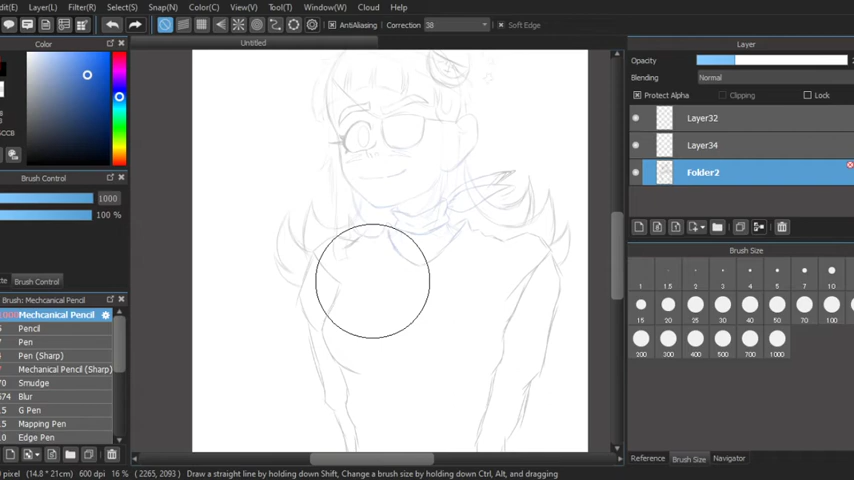 Layer(L) Filter(R) Select(S) Snap(N) Color(C) View(V) Tool(T) Window(W) Cloud Help
AntiAliasing Correction 38 Soft Edge
Untitled
Color
Brush Control
1000
100 %
Brush Control
Brush: Mechcanical Pencil
1000 Mechcanical Pencil
Pencil
Pen
Pen (Sharp)
Mechanical Pencil (Sharp)
Smudge
Blur
G Pen
Mapping Pen
Edge Pen
Layer
Opacity
Blending Normal
Protect Alpha Clipping Lock
Layer32
Layer34
Folder2
Brush Size
1 1.5 2 3 5 7 10
15 20 25 30 40 50 70 100
200 300 400 500 700 1000
Reference Brush Size Navigator
pixel (14.8 * 21cm) 600 dpi 16 % ( 2265, 2093 ) Draw a straight line by holding down Shift, Change a brush size by holding down Ctrl, Alt, and dragging